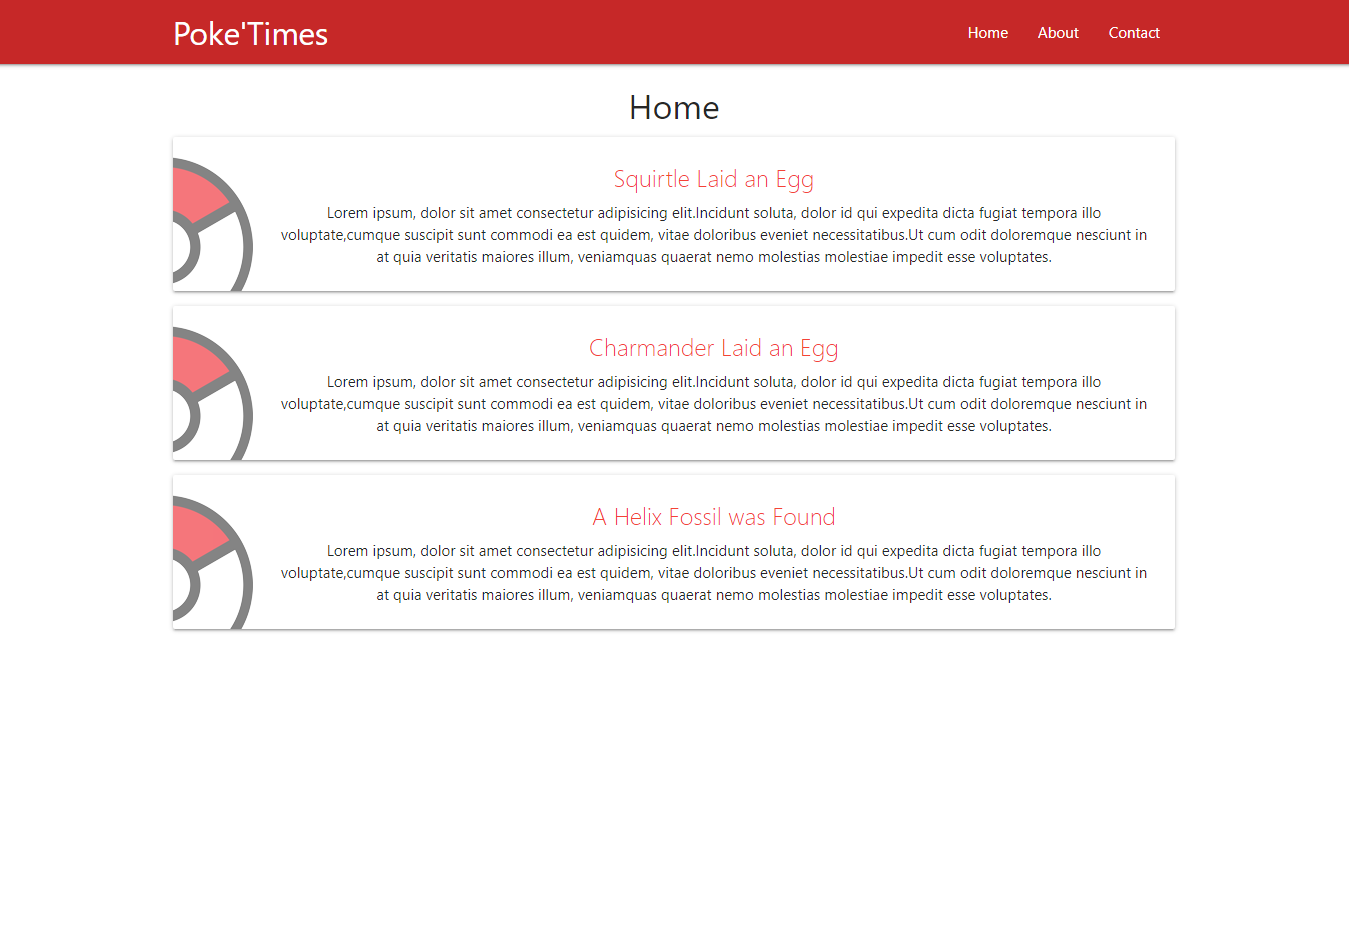 Poke'Times
Home
About
Contact
Home
Squirtle Laid an Egg
Lorem ipsum, dolor sit amet consectetur adipisicing elit.Incidunt soluta, dolor id qui expedita dicta fugiat tempora illo
voluptate,cumque suscipit sunt commodi ea est quidem, vitae doloribus eveniet necessitatibus.Ut cum odit doloremque nesciunt in
at quia veritatis maiores illum, veniamquas quaerat nemo molestias molestiae impedit esse voluptates.
Charmander Laid an Egg
Lorem ipsum, dolor sit amet consectetur adipisicing elit.Incidunt soluta, dolor id qui expedita dicta fugiat tempora illo
voluptate,cumque suscipit sunt commodi ea est quidem, vitae doloribus eveniet necessitatibus.Ut cum odit doloremque nesciunt in
at quia veritatis maiores illum, veniamquas quaerat nemo molestias molestiae impedit esse voluptates.
A Helix Fossil was Found
Lorem ipsum, dolor sit amet consectetur adipisicing elit.Incidunt soluta, dolor id qui expedita dicta fugiat tempora illo
voluptate,cumque suscipit sunt commodi ea est quidem, vitae doloribus eveniet necessitatibus.Ut cum odit doloremque nesciunt in
at quia veritatis maiores illum, veniamquas quaerat nemo molestias molestiae impedit esse voluptates.